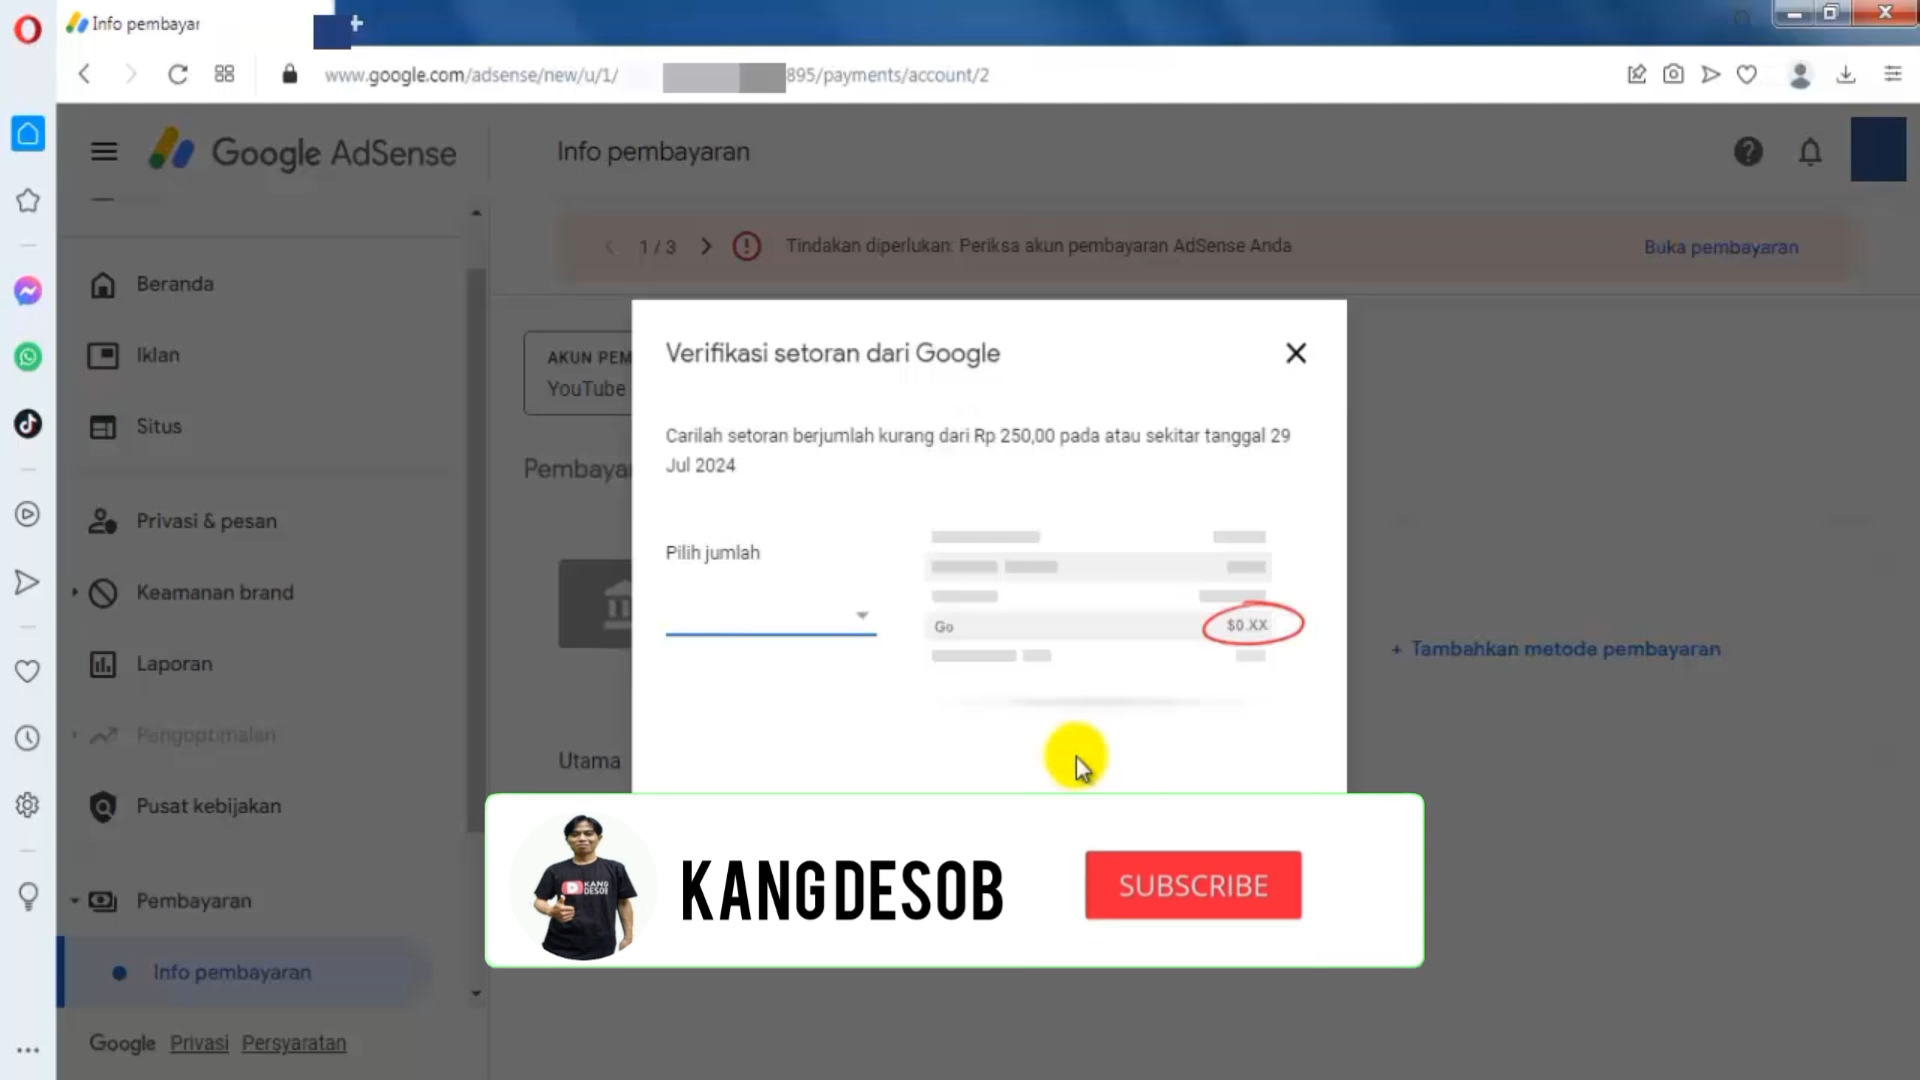 Info pembayar
www.google.com/adsense/new/u/1/ 895/payments/account/2
Google AdSense
Info pembayaran
1 / 3
Tindakan diperlukan: Periksa akun pembayaran AdSense Anda
Buka pembayaran
Beranda
Iklan
Situs
Privasi & pesan
Keamanan brand
Laporan
Pengoptimalan
Pusat kebijakan
Pembayaran
Info pembayaran
Google Privasi Persyaratan
AKUN PEM
YouTube
Pembaya
Utama
+ Tambahkan metode pembayaran
Verifikasi setoran dari Google
Carilah setoran berjumlah kurang dari Rp 250,00 pada atau sekitar tanggal 29
Jul 2024
Pilih jumlah
Go $0.XX
KANG
DESOB
KANGDESOB
SUBSCRIBE